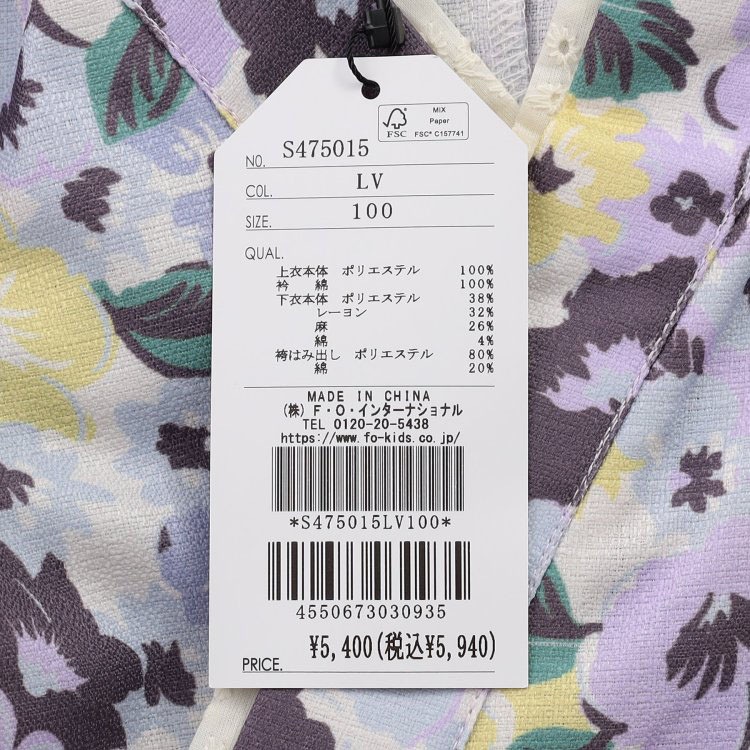 FSC
MIX
Paper
FSC® C157741
NO. S475015
COL. LV
SIZE. 100
QUAL.
上衣本体 ポリエステル 100%
衿 綿 100%
下衣本体 ポリエステル 38%
レーヨン 32%
麻 26%
綿 4%
袴はみ出し ポリエステル 80%
綿 20%
MADE IN CHINA
(株) F・O・インターナショナル
TEL 0120-20-5438
https://www.fo-kids.co.jp/
*S475015LV100*
4550673030935
PRICE. ¥5,400(税込¥5,940)